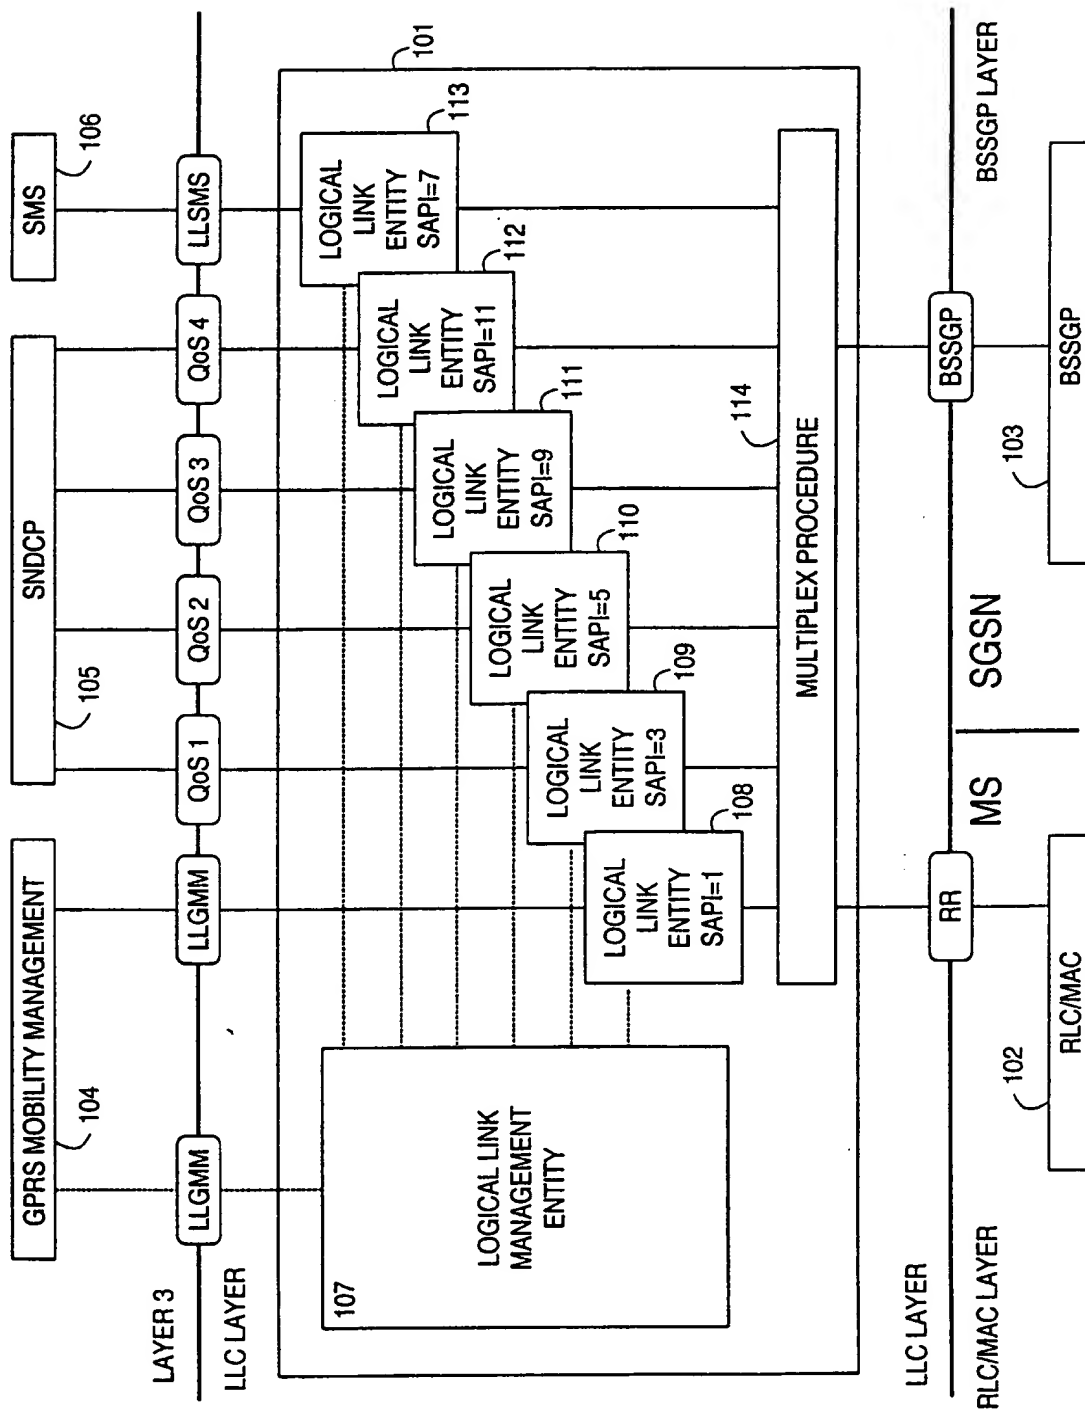 GPRS MOBILITY MANAGEMENT
SNDCP
SMS
104
105
106
LAYER 3
LLGMM
LLGMM
QoS 1
QoS 2
QoS 3
QoS 4
LLSMS
LLC LAYER
101
107
LOGICAL LINK
MANAGEMENT
ENTITY
LOGICAL
LINK
ENTITY
SAPI=1
108
LOGICAL
LINK
ENTITY
SAPI=3
109
LOGICAL
LINK
ENTITY
SAPI=5
110
LOGICAL
LINK
ENTITY
SAPI=9
111
LOGICAL
LINK
ENTITY
SAPI=11
112
LOGICAL
LINK
ENTITY
SAPI=7
113
MULTIPLEX PROCEDURE
114
LLC LAYER
RR
BSSGP
RLC/MAC LAYER
MS
SGSN
BSSGP LAYER
102
103
RLC/MAC
BSSGP